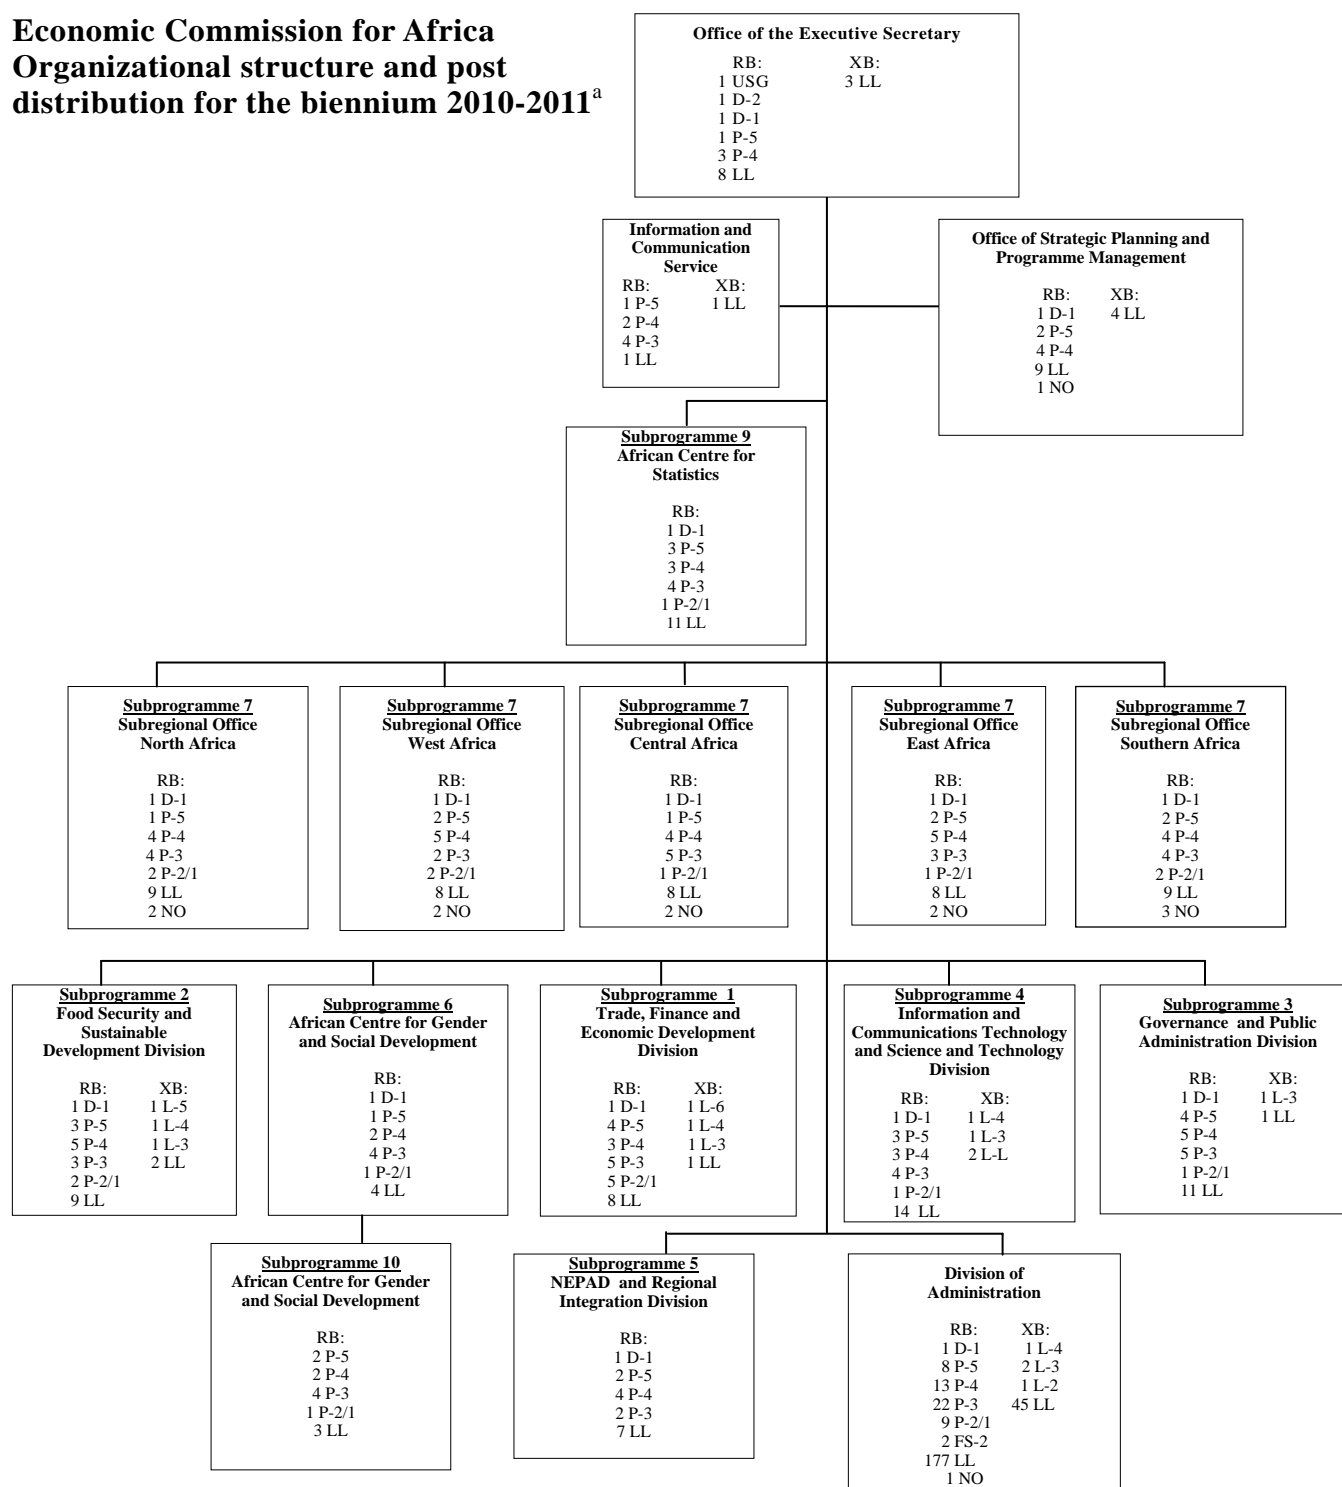 Economic Commission for Africa
Organizational structure and post
distribution for the biennium 2010-2011a
Office of the Executive Secretary
RB: XB:
1 USG 3 LL
1 D-2
1 D-1
1 P-5
3 P-4
8 LL
Information and
Communication
Service
RB: XB:
1 P-5 1 LL
2 P-4
4 P-3
1 LL
Office of Strategic Planning and
Programme Management
RB: XB:
1 D-1 4 LL
2 P-5
4 P-4
9 LL
1 NO
Subprogramme 9
African Centre for
Statistics
RB:
1 D-1
3 P-5
3 P-4
4 P-3
1 P-2/1
11 LL
Subprogramme 7
Subregional Office
North Africa
RB:
1 D-1
1 P-5
4 P-4
4 P-3
2 P-2/1
9 LL
2 NO
Subprogramme 7
Subregional Office
West Africa
RB:
1 D-1
2 P-5
5 P-4
2 P-3
2 P-2/1
8 LL
2 NO
Subprogramme 7
Subregional Office
Central Africa
RB:
1 D-1
1 P-5
4 P-4
5 P-3
1 P-2/1
8 LL
2 NO
Subprogramme 7
Subregional Office
East Africa
RB:
1 D-1
2 P-5
5 P-4
3 P-3
1 P-2/1
8 LL
2 NO
Subprogramme 7
Subregional Office
Southern Africa
RB:
1 D-1
2 P-5
4 P-4
4 P-3
2 P-2/1
9 LL
3 NO
Subprogramme 2
Food Security and
Sustainable
Development Division
RB: XB:
1 D-1 1 L-5
3 P-5 1 L-4
5 P-4 1 L-3
3 P-3 2 LL
2 P-2/1
9 LL
Subprogramme 6
African Centre for Gender
and Social Development
RB:
1 D-1
1 P-5
2 P-4
4 P-3
1 P-2/1
4 LL
Subprogramme 1
Trade, Finance and
Economic Development
Division
RB: XB:
1 D-1 1 L-6
4 P-5 1 L-4
3 P-4 1 L-3
5 P-3 1 LL
5 P-2/1
8 LL
Subprogramme 4
Information and
Communications Technology
and Science and Technology
Division
RB: XB:
1 D-1 1 L-4
3 P-5 1 L-3
3 P-4 2 L-L
4 P-3
1 P-2/1
14 LL
Subprogramme 3
Governance and Public
Administration Division
RB: XB:
1 D-1 1 L-3
4 P-5 1 LL
5 P-4
5 P-3
1 P-2/1
11 LL
Subprogramme 10
African Centre for Gender
and Social Development
RB:
2 P-5
2 P-4
4 P-3
1 P-2/1
3 LL
Subprogramme 5
NEPAD and Regional
Integration Division
RB:
1 D-1
2 P-5
4 P-4
2 P-3
7 LL
Division of
Administration
RB: XB:
1 D-1 1 L-4
8 P-5 2 L-3
13 P-4 1 L-2
22 P-3 45 LL
9 P-2/1
2 FS-2
177 LL
1 NO